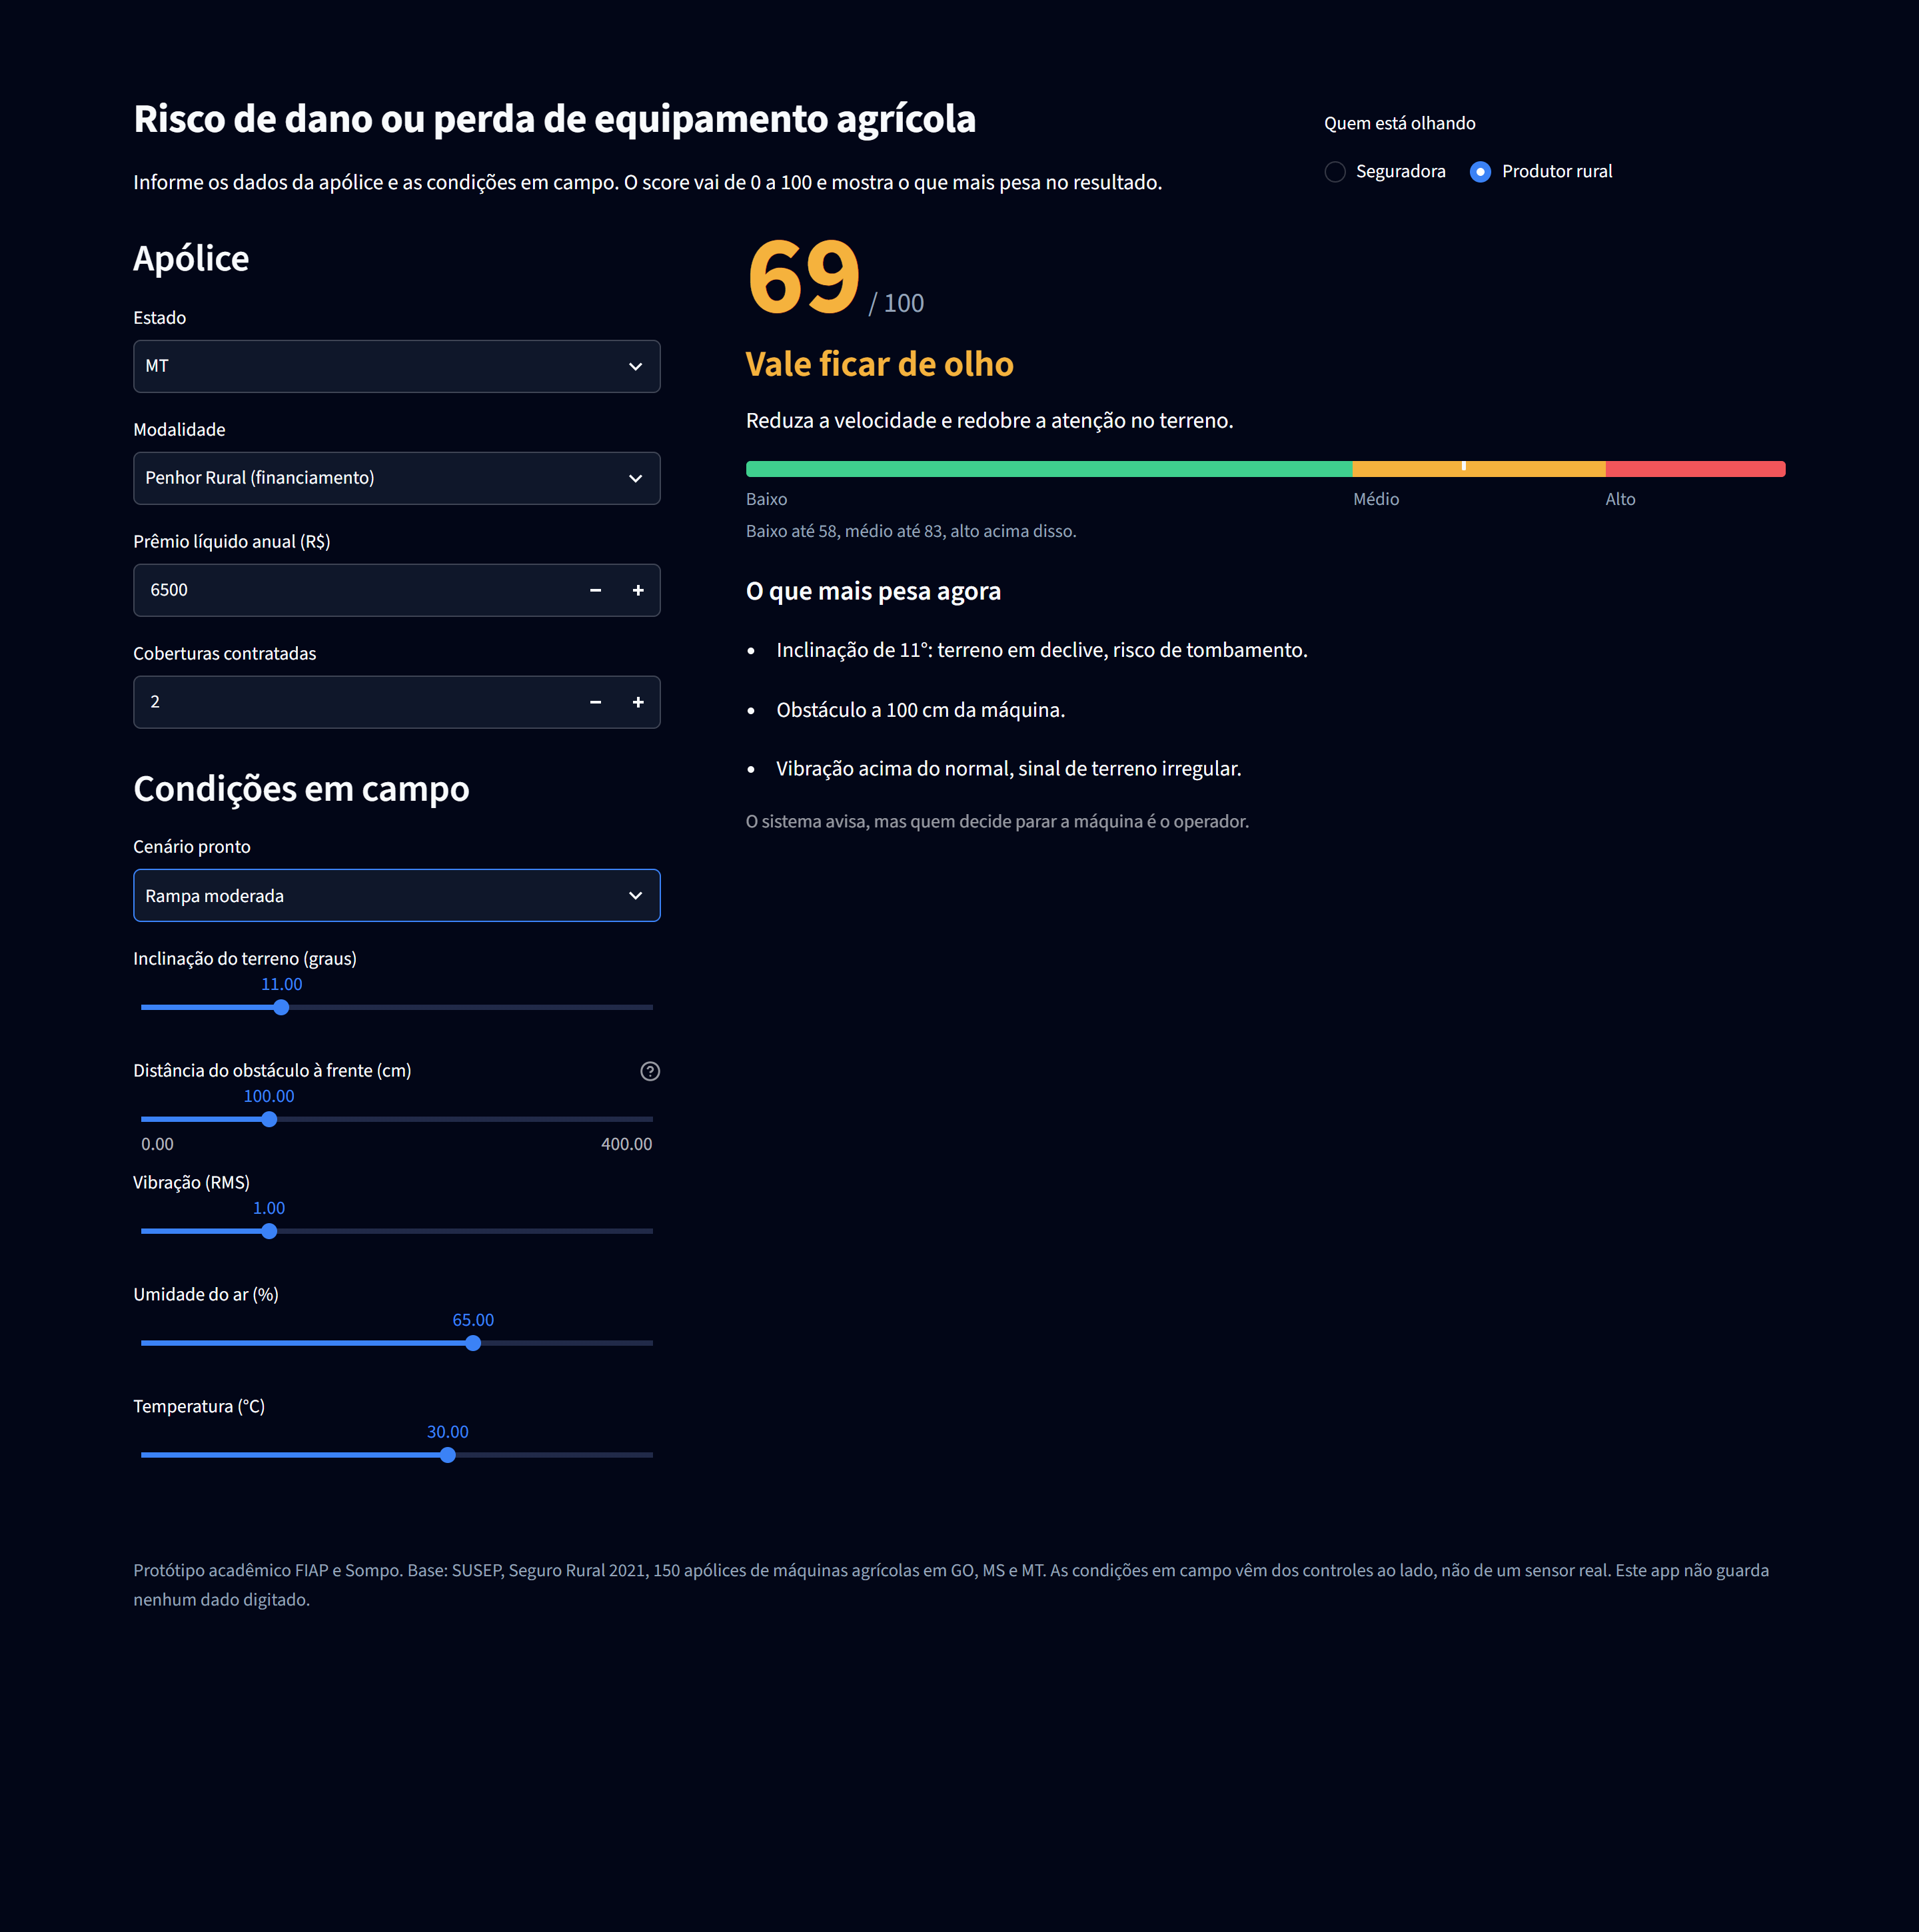 Risco de dano ou perda de equipamento agrícola
Informe os dados da apólice e as condições em campo. O score vai de 0 a 100 e mostra o que mais pesa no resultado.
Quem está olhando
Seguradora
Produtor rural
Apólice
Estado
MT
Modalidade
Penhor Rural (financiamento)
Prêmio líquido anual (R$)
6500
Coberturas contratadas
2
Condições em campo
Cenário pronto
Rampa moderada
Inclinação do terreno (graus)
11.00
Distância do obstáculo à frente (cm)
100.00
0.00 400.00
Vibração (RMS)
1.00
Umidade do ar (%)
65.00
Temperatura (°C)
30.00
69 / 100
Vale ficar de olho
Reduza a velocidade e redobre a atenção no terreno.
Baixo Médio Alto
Baixo até 58, médio até 83, alto acima disso.
O que mais pesa agora
• Inclinação de 11°: terreno em declive, risco de tombamento.
• Obstáculo a 100 cm da máquina.
• Vibração acima do normal, sinal de terreno irregular.
O sistema avisa, mas quem decide parar a máquina é o operador.
Protótipo acadêmico FIAP e Sompo. Base: SUSEP, Seguro Rural 2021, 150 apólices de máquinas agrícolas em GO, MS e MT. As condições em campo vêm dos controles ao lado, não de um sensor real. Este app não guarda
nenhum dado digitado.